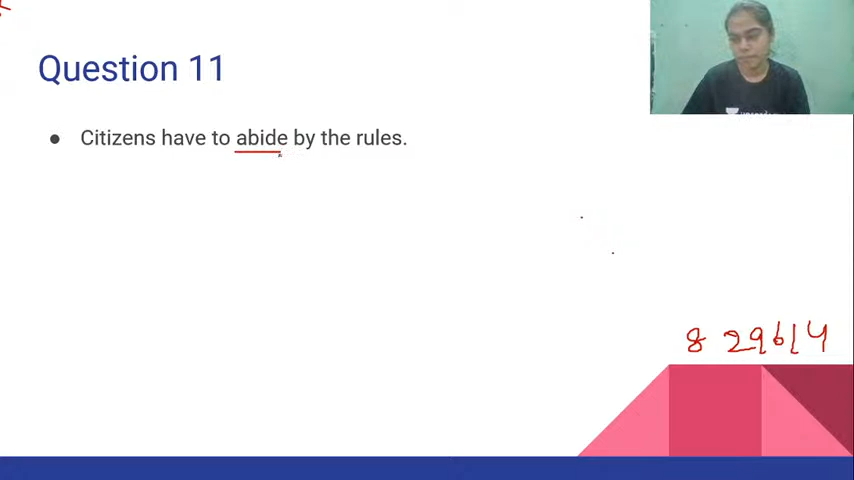 Question 11
● Citizens have to abide by the rules.
8 29614